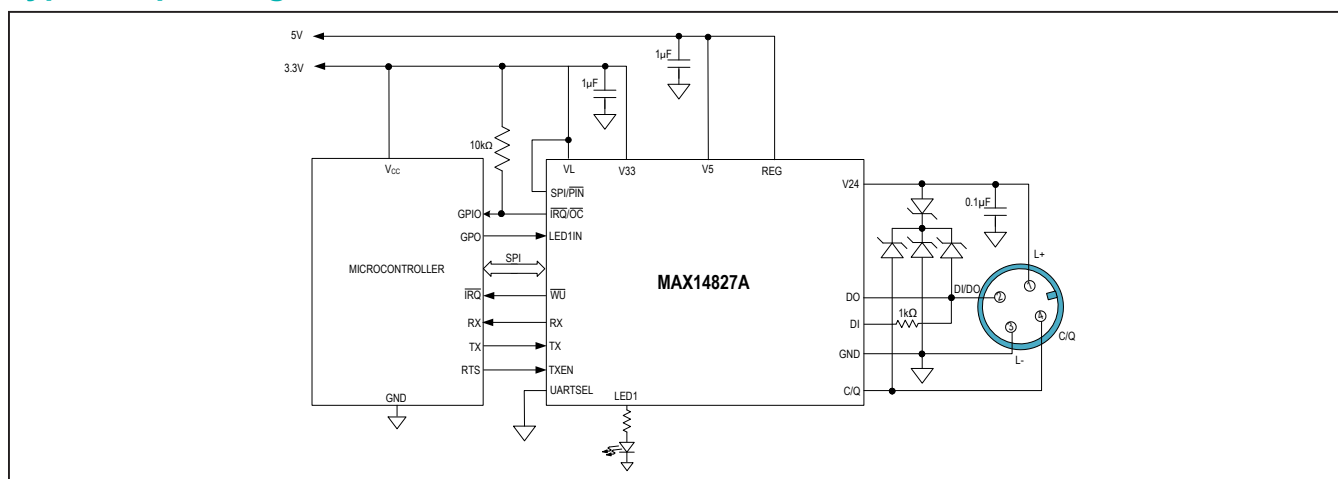 5V
1µF
3.3V
1µF
10kΩ
VCC
VL
V33
V5
REG
V24
SPI/PIN
0.1µF
GPIO
IRQ/OC
GPO
LED1IN
L+
SPI
MICROCONTROLLER
MAX14827A
DI/DO
1
2
IRQ
WU
DO
1kΩ
4
RX
RX
DI
3
C/Q
TX
TX
GND
L-
RTS
TXEN
UARTSEL
C/Q
GND
LED1